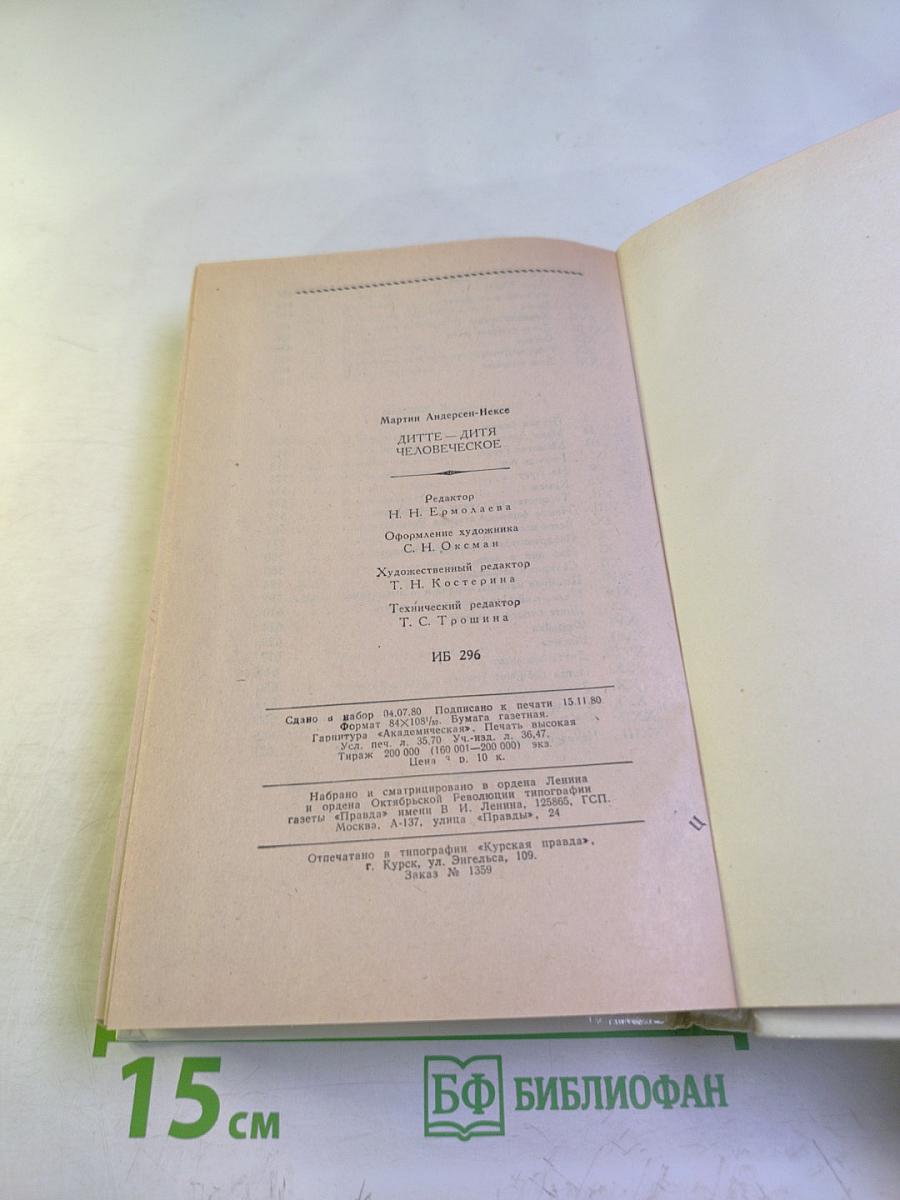 Мартин Андерсен-Нексе
ДИТТЕ — ДИТЯ
ЧЕЛОВЕЧЕСКОЕ
Редактор
Н. Н. Ермолаева
Оформление художника
С. Н. Оксман
Художественный редактор
Т. Н. Костерина
Технический редактор
Т. С. Трошина
ИБ 296
Сдано в набор 04.07.80 Подписано к печати 15.11.80
Формат 84×108¹/₃₂. Бумага газетная.
Гарнитура «Академическая». Печать высокая
Усл. печ. л. 35,70 Уч.-изд. л. 36,47.
Тираж 200 000 (160 001—200 000) экз.
Цена р. 10 к.
Набрано и сматрицировано в ордена Ленина
и ордена Октябрьской Революции типографии
газеты «Правда» имени В И. Ленина, 125865, ГСП.
Москва, А-137, улица «Правды», 24
Отпечатано в типографии «Курская правда»,
г. Курск, ул. Энгельса, 109.
Заказ № 1359
15 см
БФ БИБЛИОФАН